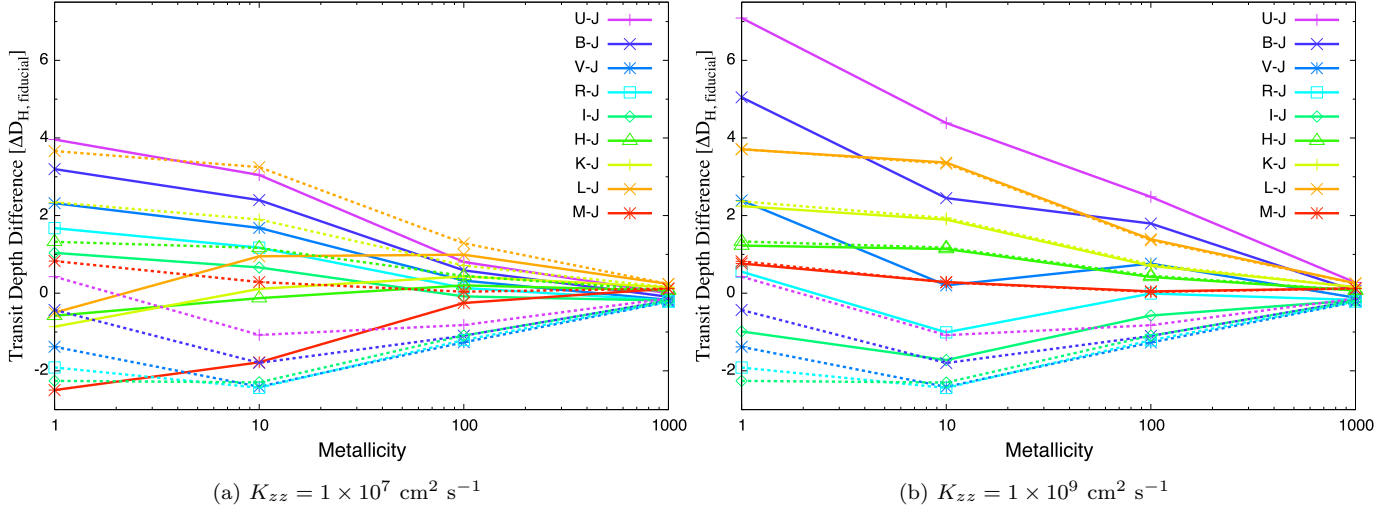 Transit Depth Difference [ΔD_H, fiducial]
6
4
2
0
-2
1
10
100
1000
Metallicity
U-J
B-J
V-J
R-J
I-J
H-J
K-J
L-J
M-J
(a) K_zz = 1 × 10^7 cm^2 s^−1
Transit Depth Difference [ΔD_H, fiducial]
6
4
2
0
-2
1
10
100
1000
Metallicity
U-J
B-J
V-J
R-J
I-J
H-J
K-J
L-J
M-J
(b) K_zz = 1 × 10^9 cm^2 s^−1